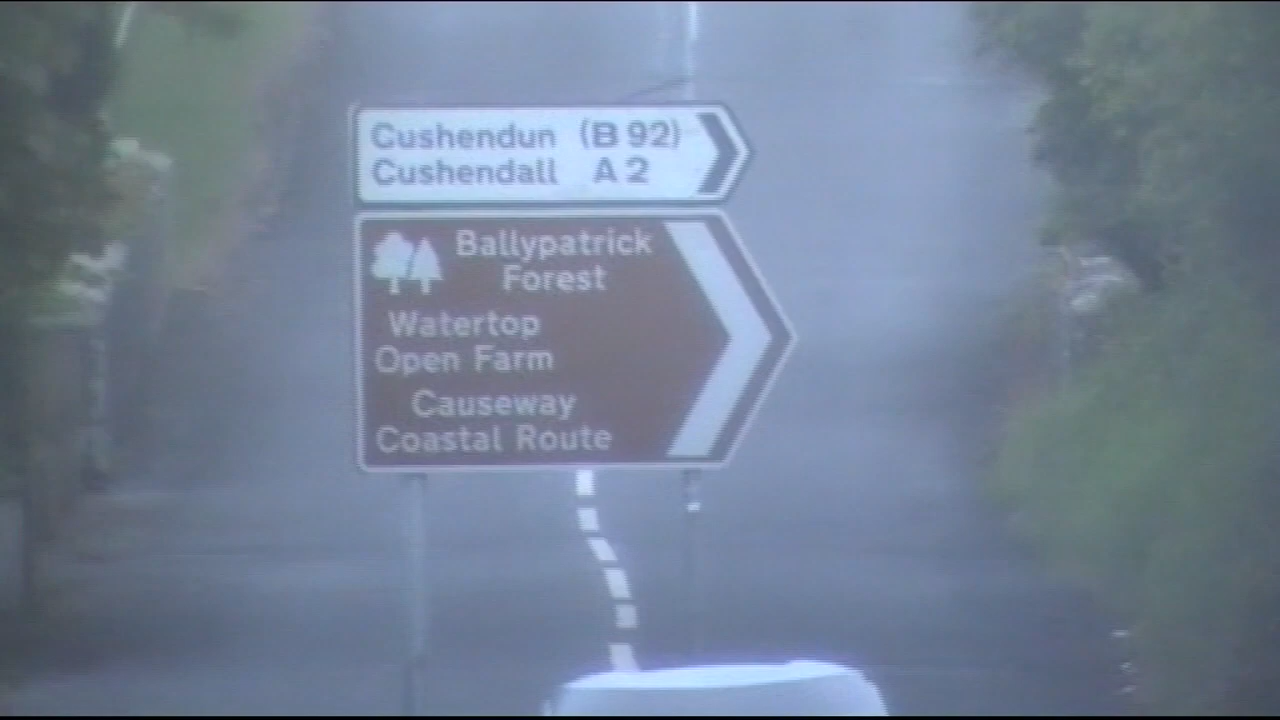 Cushendun (B 92)
Cushendall A 2
Ballypatrick
Forest
Watertop
Open Farm
Causeway
Coastal Route